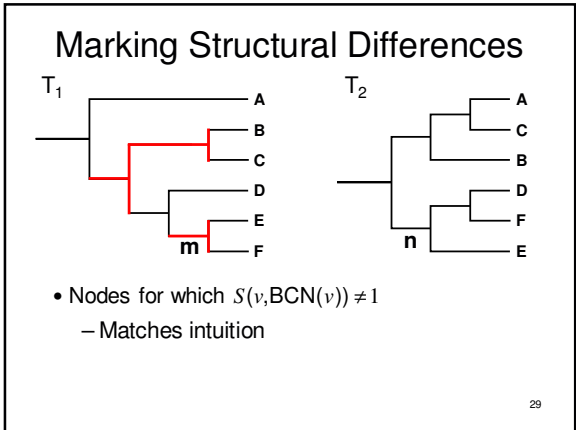 Marking Structural Differences
T₁
A
B
C
D
E
F
m
T₂
A
C
B
D
F
E
n
• Nodes for which S(v,BCN(v)) ≠ 1
– Matches intuition
29